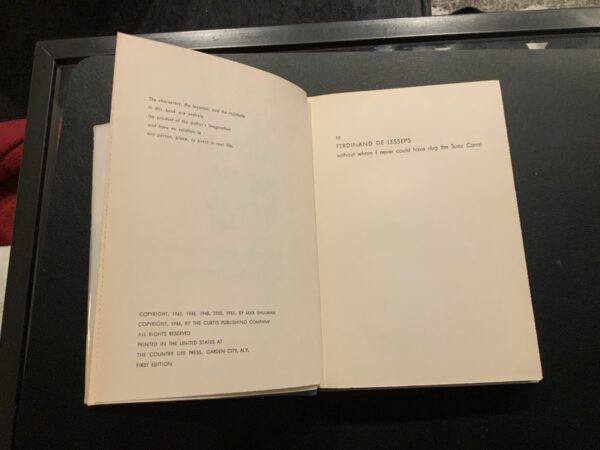 The characters, the location, and the incidents
in this book are entirely
the product of the author's imagination
and have no relation to
any person, place, or event in real life.
COPYRIGHT, 1945, 1946, 1948, 1950, 1951, BY MAX SHULMAN
COPYRIGHT, 1946, BY THE CURTIS PUBLISHING COMPANY
ALL RIGHTS RESERVED
PRINTED IN THE UNITED STATES AT
THE COUNTRY LIFE PRESS, GARDEN CITY, N.Y.
FIRST EDITION
to
FERDINAND DE LESSEPS
without whom I never could have dug the Suez Canal